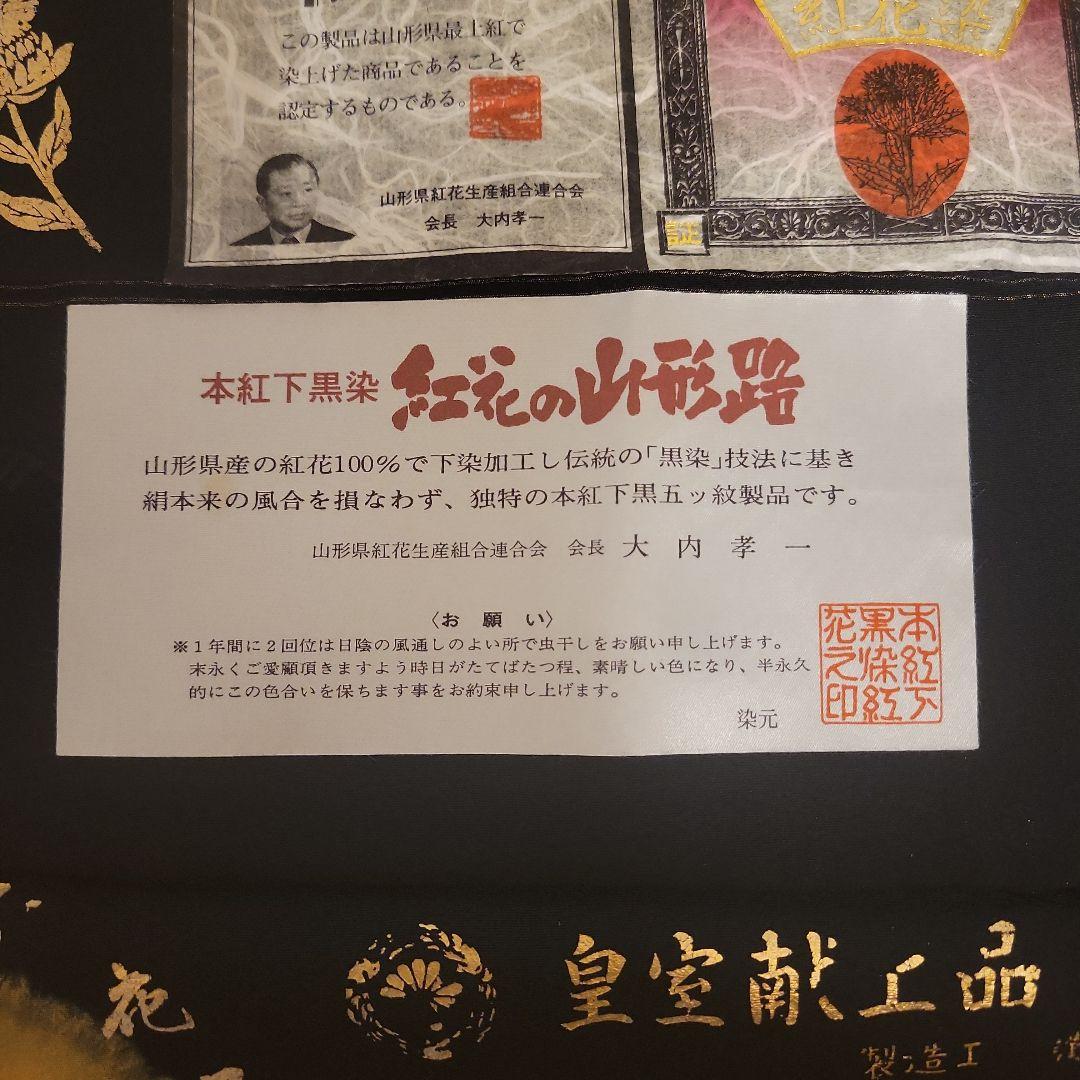 この製品は山形県最上紅で
染上げた商品であることを
認定するものである。
山形県紅花生産組合連合会
会長 大内孝一
紅花染
証
本紅下黒染 紅花の山形路
山形県産の紅花100%で下染加工し伝統の「黒染」技法に基き
絹本来の風合を損なわず、独特の本紅下黒五ッ紋製品です。
山形県紅花生産組合連合会 会長 大内孝一
〈お願い〉
※1年間に2回位は日陰の風通しのよい所で虫干しをお願い申し上げます。
末永くご愛顧頂きますよう時日がたてばたつ程、素晴しい色になり、半永久
的にこの色合いを保ちます事をお約束申し上げます。
染元
本紅下
黒染紅
花之印
花
皇室献上品
製造工